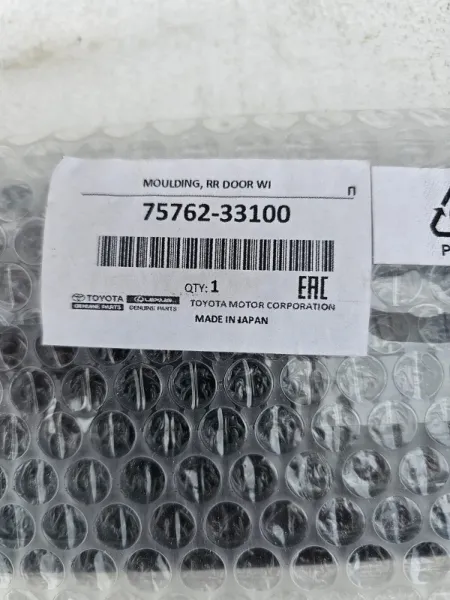 MOULDING, RR DOOR WI
П
75762-33100
QTY: 1
EAC
TOYOTA LEXUS
GENUINE PARTS GENUINE PARTS
TOYOTA MOTOR CORPORATION
MADE IN JAPAN
P